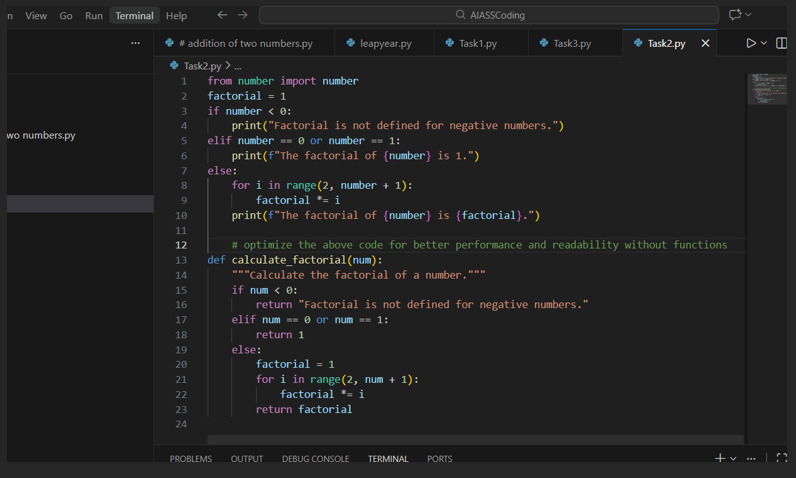 n View Go Run Terminal Help
AIASSCoding
# addition of two numbers.py
leapyear.py
Task1.py
Task3.py
Task2.py
Task2.py > ...
wo numbers.py
1 from number import number
2 factorial = 1
3 if number < 0:
4     print("Factorial is not defined for negative numbers.")
5 elif number == 0 or number == 1:
6     print(f"The factorial of {number} is 1.")
7 else:
8     for i in range(2, number + 1):
9         factorial *= i
10     print(f"The factorial of {number} is {factorial}.")
11
12     # optimize the above code for better performance and readability without functions
13 def calculate_factorial(num):
14     """Calculate the factorial of a number."""
15     if num < 0:
16         return "Factorial is not defined for negative numbers."
17     elif num == 0 or num == 1:
18         return 1
19     else:
20         factorial = 1
21         for i in range(2, num + 1):
22             factorial *= i
23         return factorial
24
PROBLEMS OUTPUT DEBUG CONSOLE TERMINAL PORTS